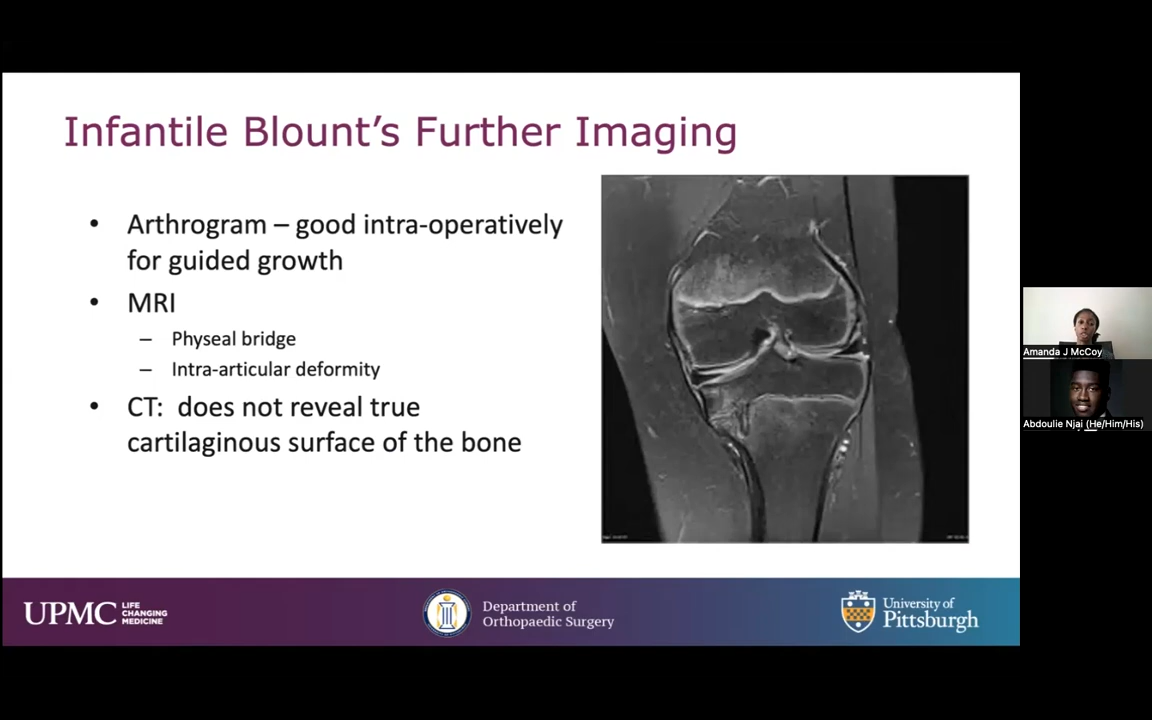 Infantile Blount's Further Imaging
• Arthrogram – good intra-operatively
for guided growth
• MRI
– Physeal bridge
– Intra-articular deformity
• CT: does not reveal true
cartilaginous surface of the bone
Amanda J McCoy
Abdoulie Njai (He/Him/His)
UPMC LIFE
CHANGING
MEDICINE
Department of
Orthopaedic Surgery
University of
Pittsburgh